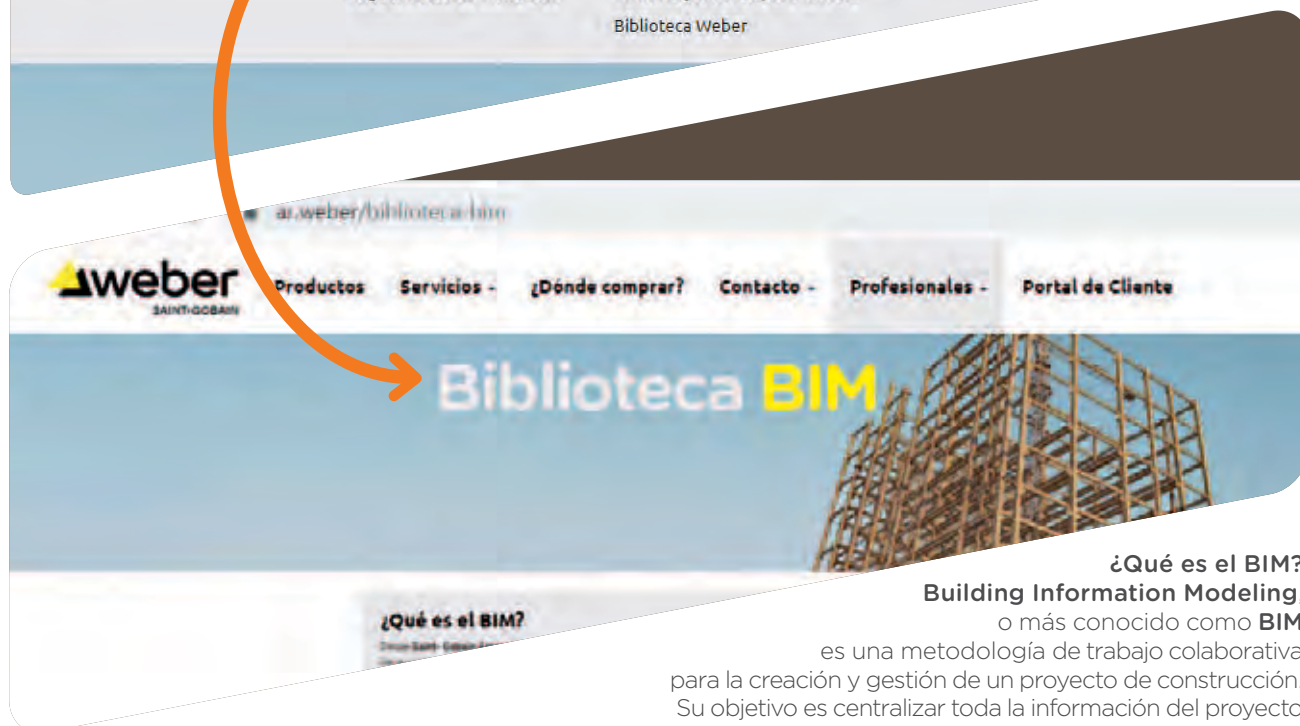 Biblioteca Weber
ar.weber/biblioteca-bim
weber
SAINT-GOBAIN
Productos Servicios - ¿Dónde comprar? Contacto - Profesionales - Portal de Cliente
Biblioteca BIM
¿Qué es el BIM?
¿Qué es el BIM?
Building Information Modeling,
o más conocido como BIM
es una metodología de trabajo colaborativa
para la creación y gestión de un proyecto de construcción.
Su objetivo es centralizar toda la información del proyecto